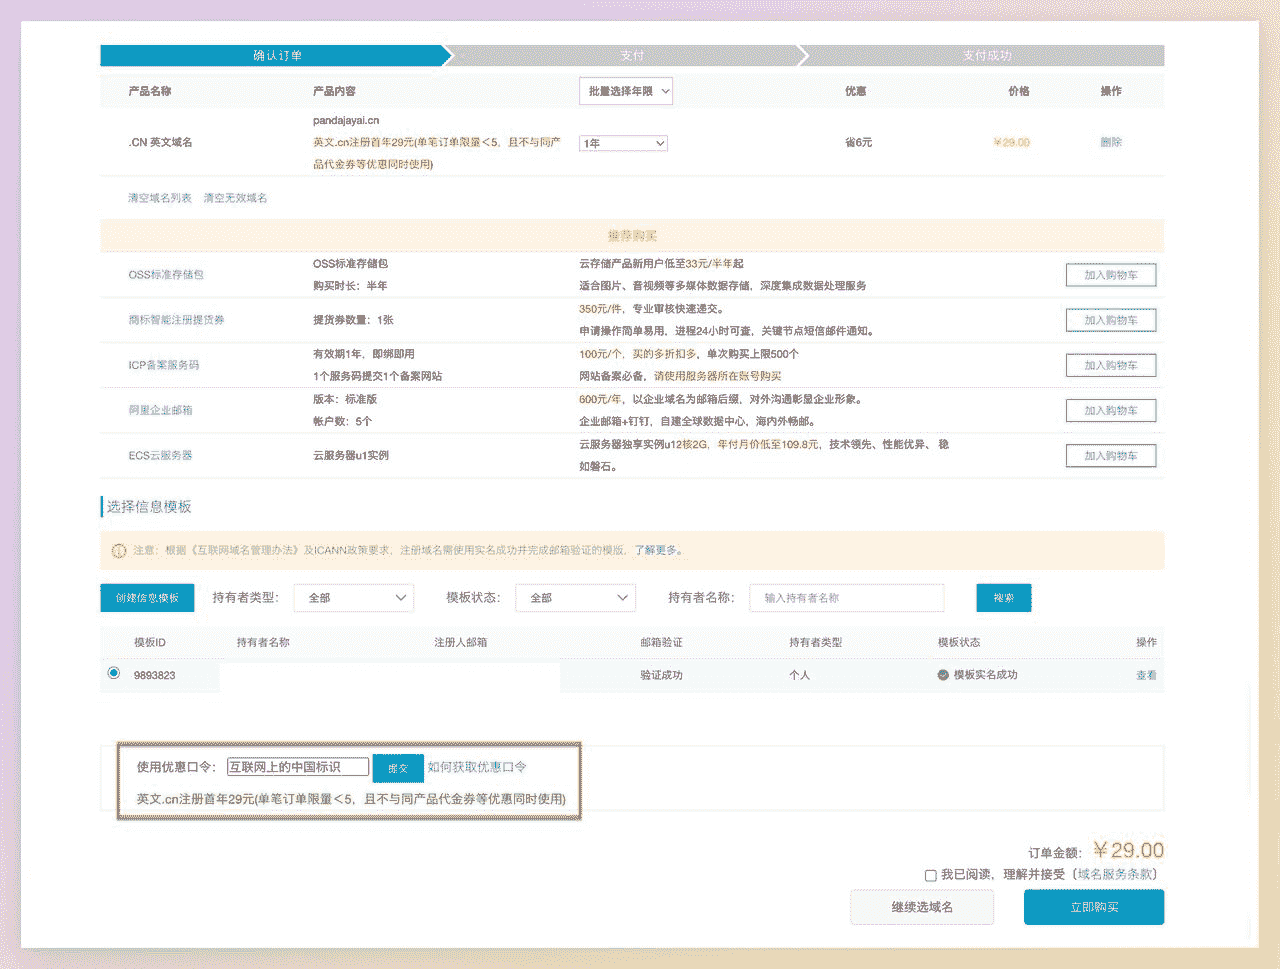 确认订单
支付
支付成功
产品名称
产品内容
批量选择年限
优惠
价格
操作
.CN 英文域名
pandajayai.cn
英文.cn注册首年29元(单笔订单限量<5，且不与同产
品代金券等优惠同时使用)
1年
省6元
￥29.00
删除
清空域名列表 清空无效域名
推荐购买
OSS标准存储包
OSS标准存储包
购买时长：半年
云存储产品新用户低至33元/半年起
适合图片、音视频等多媒体数据存储，深度集成数据处理服务
加入购物车
商标智能注册提货券
提货券数量：1张
350元/件，专业审核快速递交。
申请操作简单易用，进程24小时可查，关键节点短信邮件通知。
加入购物车
ICP备案服务码
有效期1年，即绑即用
1个服务码提交1个备案网站
100元/个，买的多折扣多，单次购买上限500个
网站备案必备，请使用服务器所在账号购买
加入购物车
阿里企业邮箱
版本：标准版
帐户数：5个
600元/年，以企业域名为邮箱后缀，对外沟通彰显企业形象。
企业邮箱+钉钉，自建全球数据中心，海内外畅邮。
加入购物车
ECS云服务器
云服务器u1实例
云服务器独享实例u12核2G，年付月价低至109.8元，技术领先、性能优异、稳
如磐石。
加入购物车
选择信息模板
注意：根据《互联网域名管理办法》及ICANN政策要求，注册域名需使用实名成功并完成邮箱验证的模版，了解更多。
创建信息模板
持有者类型：
全部
模板状态：
全部
持有者名称：
输入持有者名称
搜索
模板ID
持有者名称
注册人邮箱
邮箱验证
持有者类型
模板状态
操作
9893823
验证成功
个人
模板实名成功
查看
使用优惠口令：
互联网上的中国标识
提交
如何获取优惠口令
英文.cn注册首年29元(单笔订单限量<5，且不与同产品代金券等优惠同时使用)
订单金额：￥29.00
我已阅读，理解并接受〔域名服务条款〕
继续选域名
立即购买